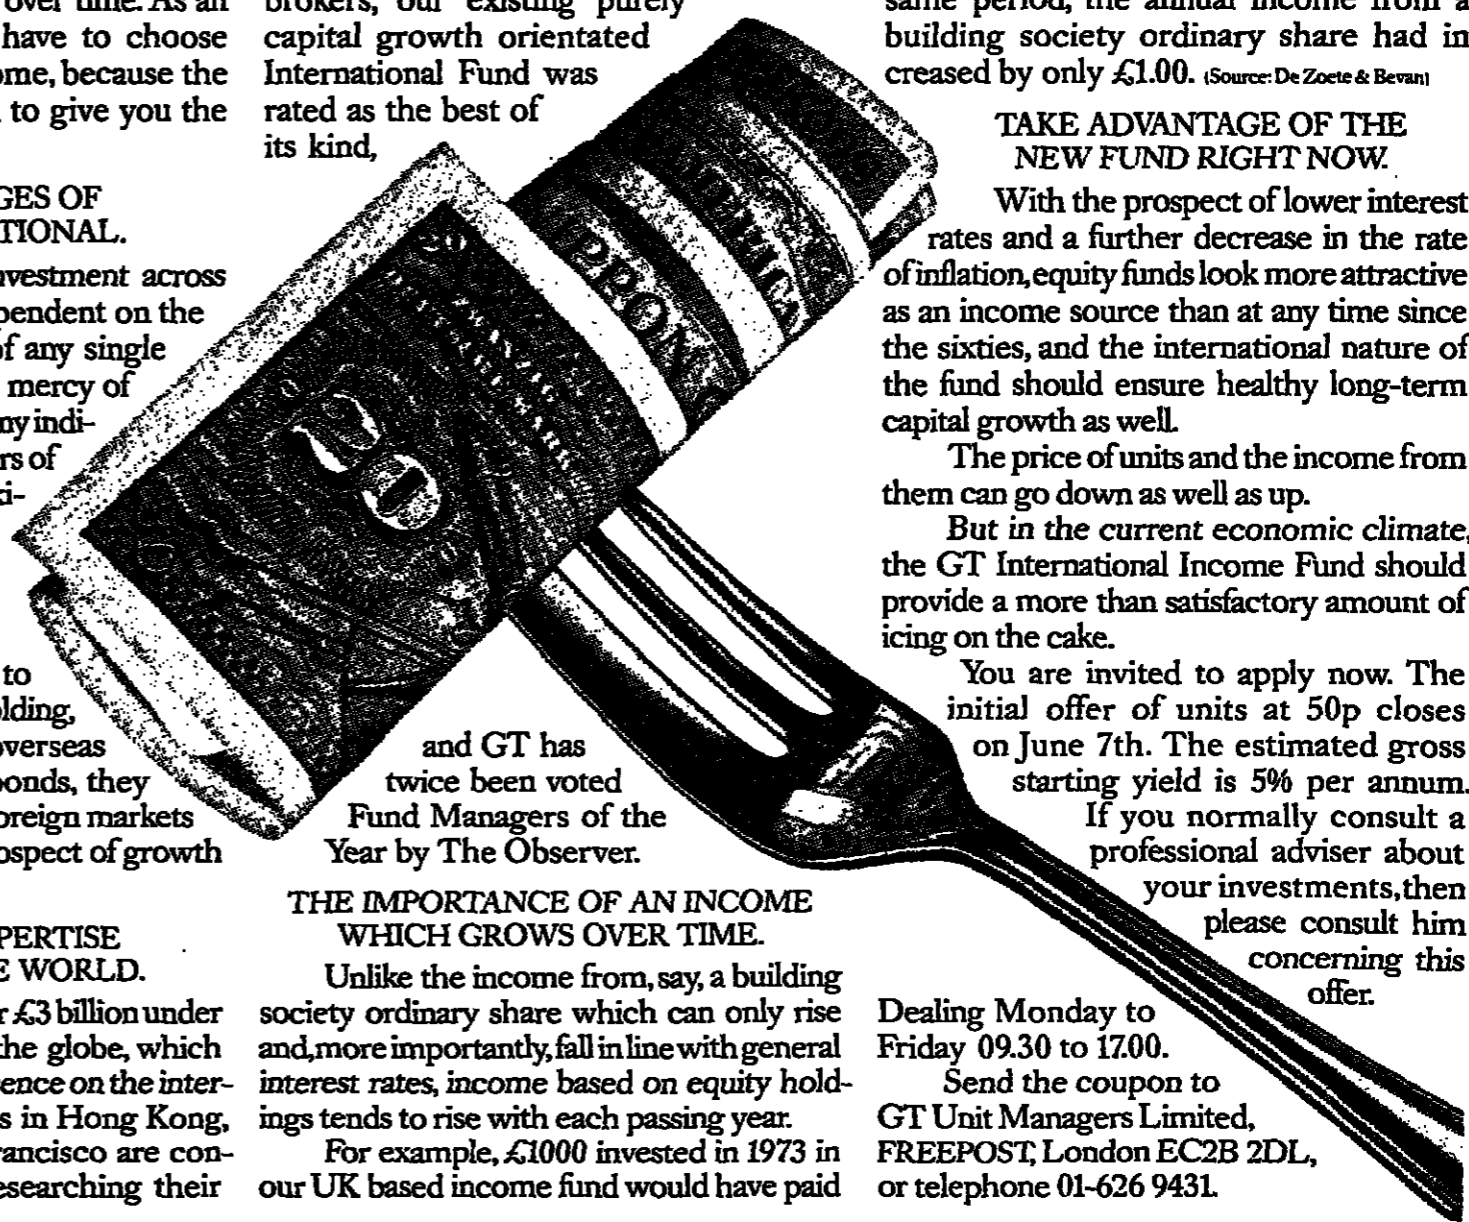 over time. As an
have to choose
ome, because the
to give you the
GES OF
TIONAL.
nvestment across
pendent on the
of any single
mercy of
ny indi-
rs of
ci-
to
lding,
overseas
bonds, they
oreign markets
ospect of growth
PERTISE
E WORLD.
r £3 billion under
the globe, which
ence on the inter-
s in Hong Kong,
rancisco are con-
esearching their
brokers, our existing purely
capital growth orientated
International Fund was
rated as the best of
its kind,
PRON
and GT has
twice been voted
Fund Managers of the
Year by The Observer.
THE IMPORTANCE OF AN INCOME
WHICH GROWS OVER TIME.
Unlike the income from, say, a building
society ordinary share which can only rise
and, more importantly, fall in line with general
interest rates, income based on equity hold-
ings tends to rise with each passing year.
For example, £1000 invested in 1973 in
our UK based income fund would have paid
same period, the annual income from a
building society ordinary share had in
creased by only £1.00. (Source: De Zoete & Bevan)
TAKE ADVANTAGE OF THE
NEW FUND RIGHT NOW.
With the prospect of lower interest
rates and a further decrease in the rate
of inflation, equity funds look more attractive
as an income source than at any time since
the sixties, and the international nature of
the fund should ensure healthy long-term
capital growth as well.
The price of units and the income from
them can go down as well as up.
But in the current economic climate,
the GT International Income Fund should
provide a more than satisfactory amount of
icing on the cake.
You are invited to apply now. The
initial offer of units at 50p closes
on June 7th. The estimated gross
starting yield is 5% per annum.
If you normally consult a
professional adviser about
your investments, then
please consult him
concerning this
offer.
Dealing Monday to
Friday 09.30 to 17.00.
Send the coupon to
GT Unit Managers Limited,
FREEPOST, London EC2B 2DL,
or telephone 01-626 9431.